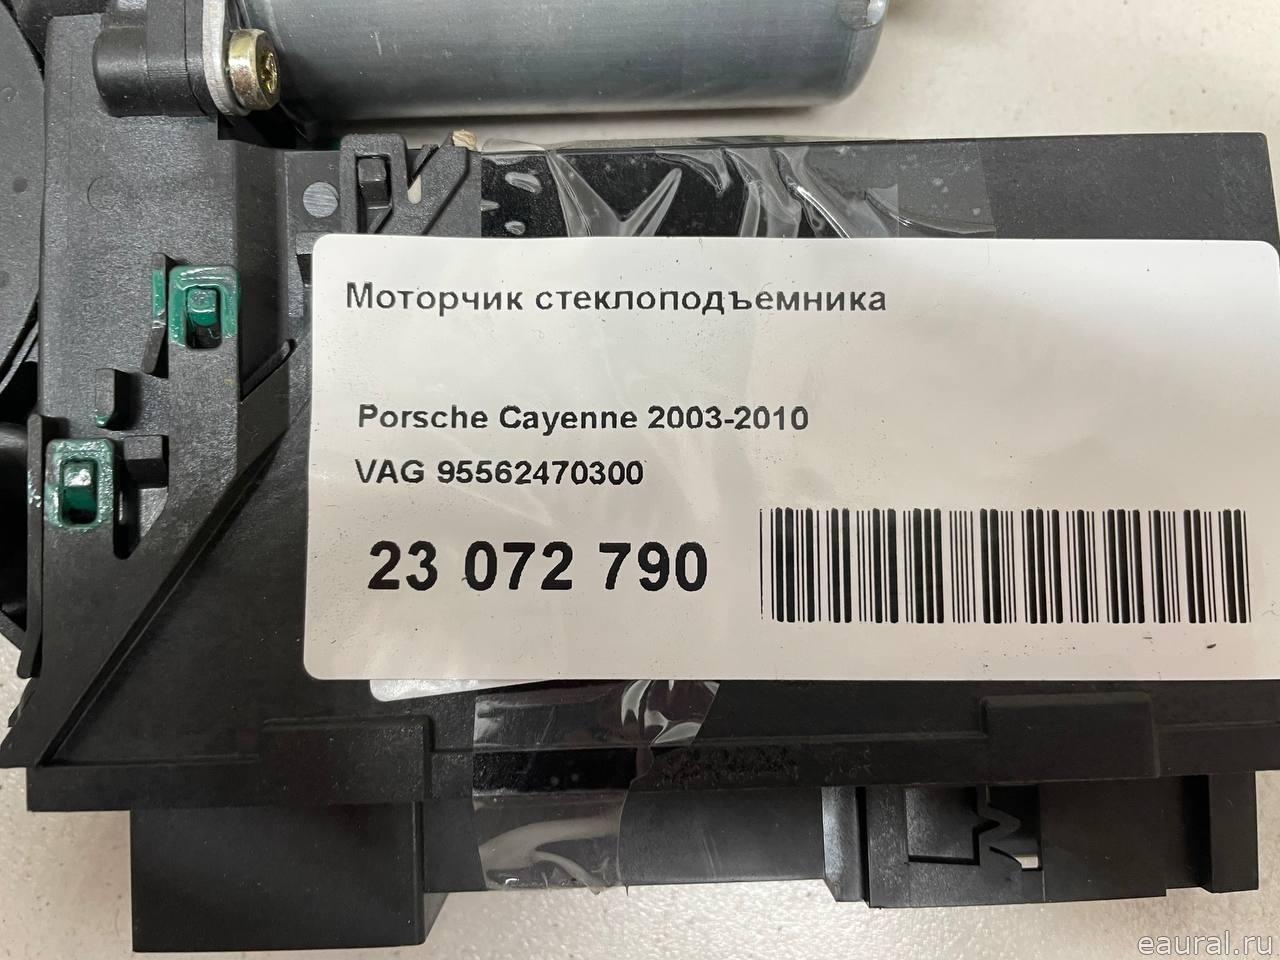 Моторчик стеклоподъемника
Porsche Cayenne 2003-2010
VAG 95562470300
23 072 790
eaural.ru